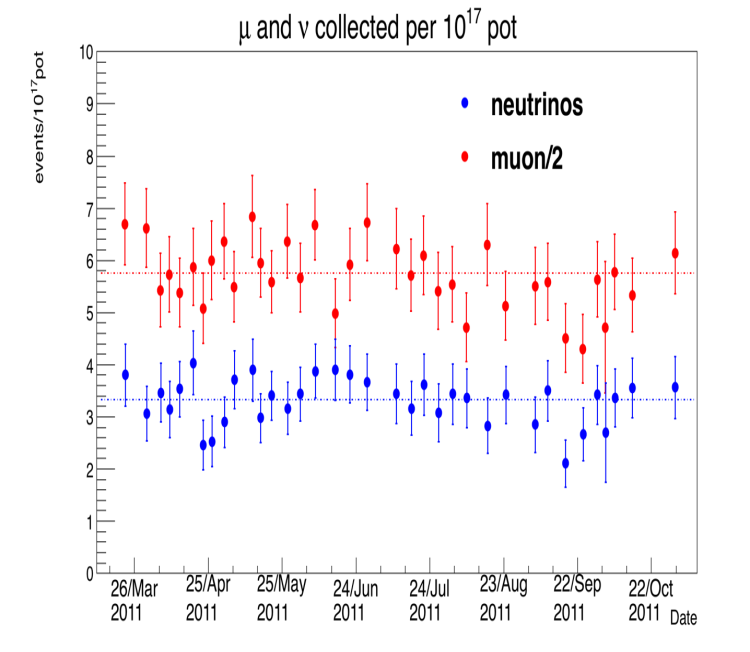 μ and ν collected per 10¹⁷ pot
events/10¹⁷pot
10
9
8
7
6
5
4
3
2
1
0
neutrinos
muon/2
26/Mar 25/Apr 25/May 24/Jun 24/Jul 23/Aug 22/Sep 22/Oct
2011 2011 2011 2011 2011 2011 2011 2011 Date